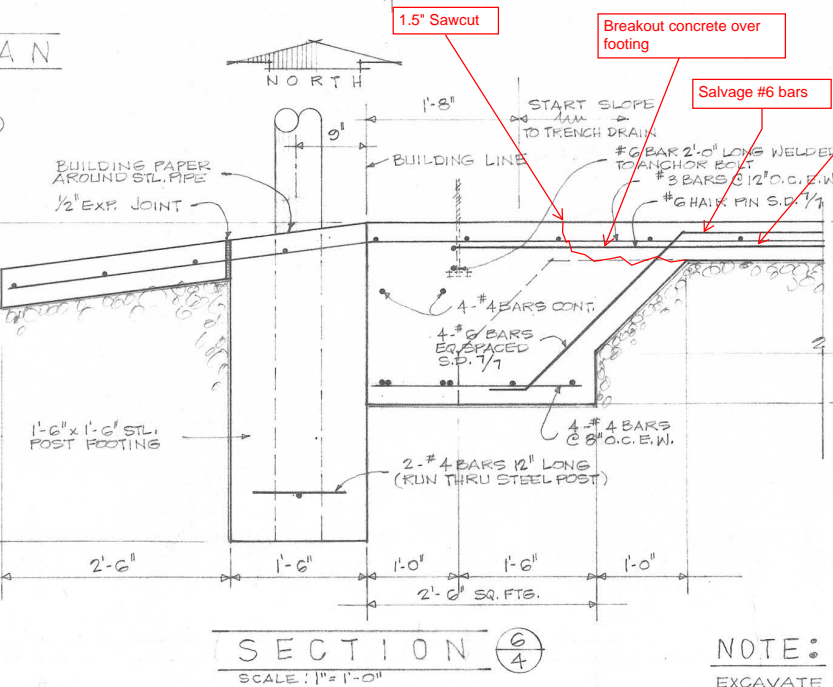 1.5" Sawcut
Breakout concrete over
footing
Salvage #6 bars
AN
NORTH
1'-8"
START SLOPE
TO TRENCH DRAIN
9"
BUILDING LINE
#6 BAR 2'-0" LONG WELDED
TO ANCHOR BOLT
#3 BARS @ 12" O.C.E.W.
#6 HAIR PIN S.D. 7/7
BUILDING PAPER
AROUND STL. PIPE
1/2" EXP. JOINT
4-#4 BARS CONT.
4-#6 BARS
EQ. SPACED
S.D. 7/7
4-#4 BARS
@ 8" O.C.E.W.
1'-6" x 1'-6" STL.
POST FOOTING
2-#4 BARS 12" LONG
(RUN THRU STEEL POST)
2'-6"
1'-6"
1'-0"
1'-6"
1'-0"
2'-6" SQ. FTG.
SECTION 6/4
SCALE: 1" = 1'-0"
NOTE:
EXCAVATE